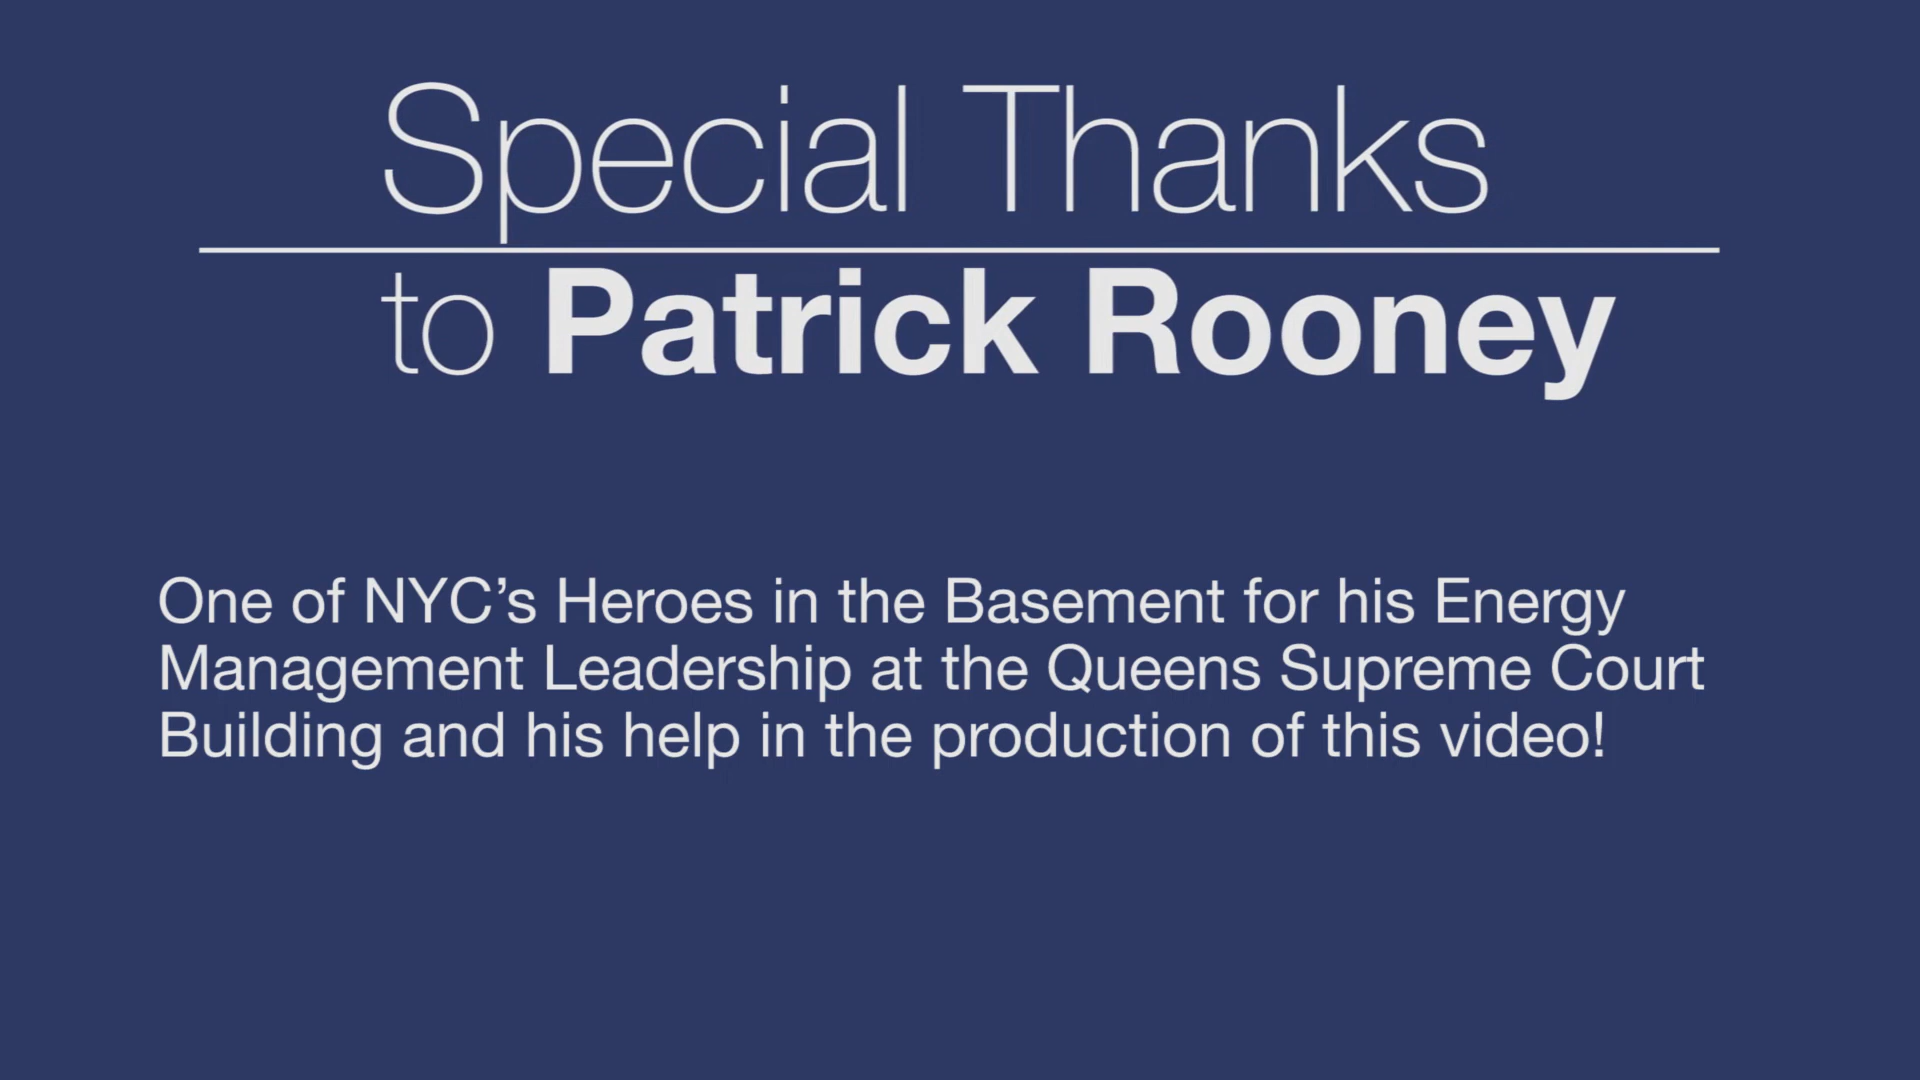 Special Thanks
to Patrick Rooney
One of NYC’s Heroes in the Basement for his Energy
Management Leadership at the Queens Supreme Court
Building and his help in the production of this video!